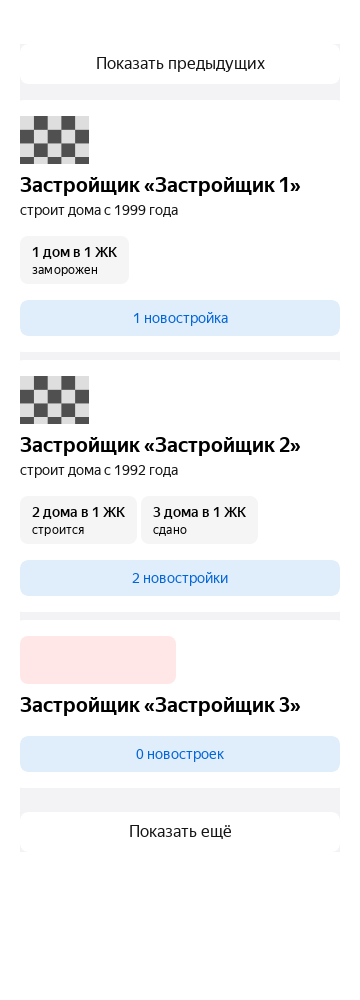 Показать предыдущих
Застройщик «Застройщик 1»
строит дома с 1999 года
1 дом в 1 ЖК
заморожен
1 новостройка
Застройщик «Застройщик 2»
строит дома с 1992 года
2 дома в 1 ЖК
строится
3 дома в 1 ЖК
сдано
2 новостройки
Застройщик «Застройщик 3»
0 новостроек
Показать ещё